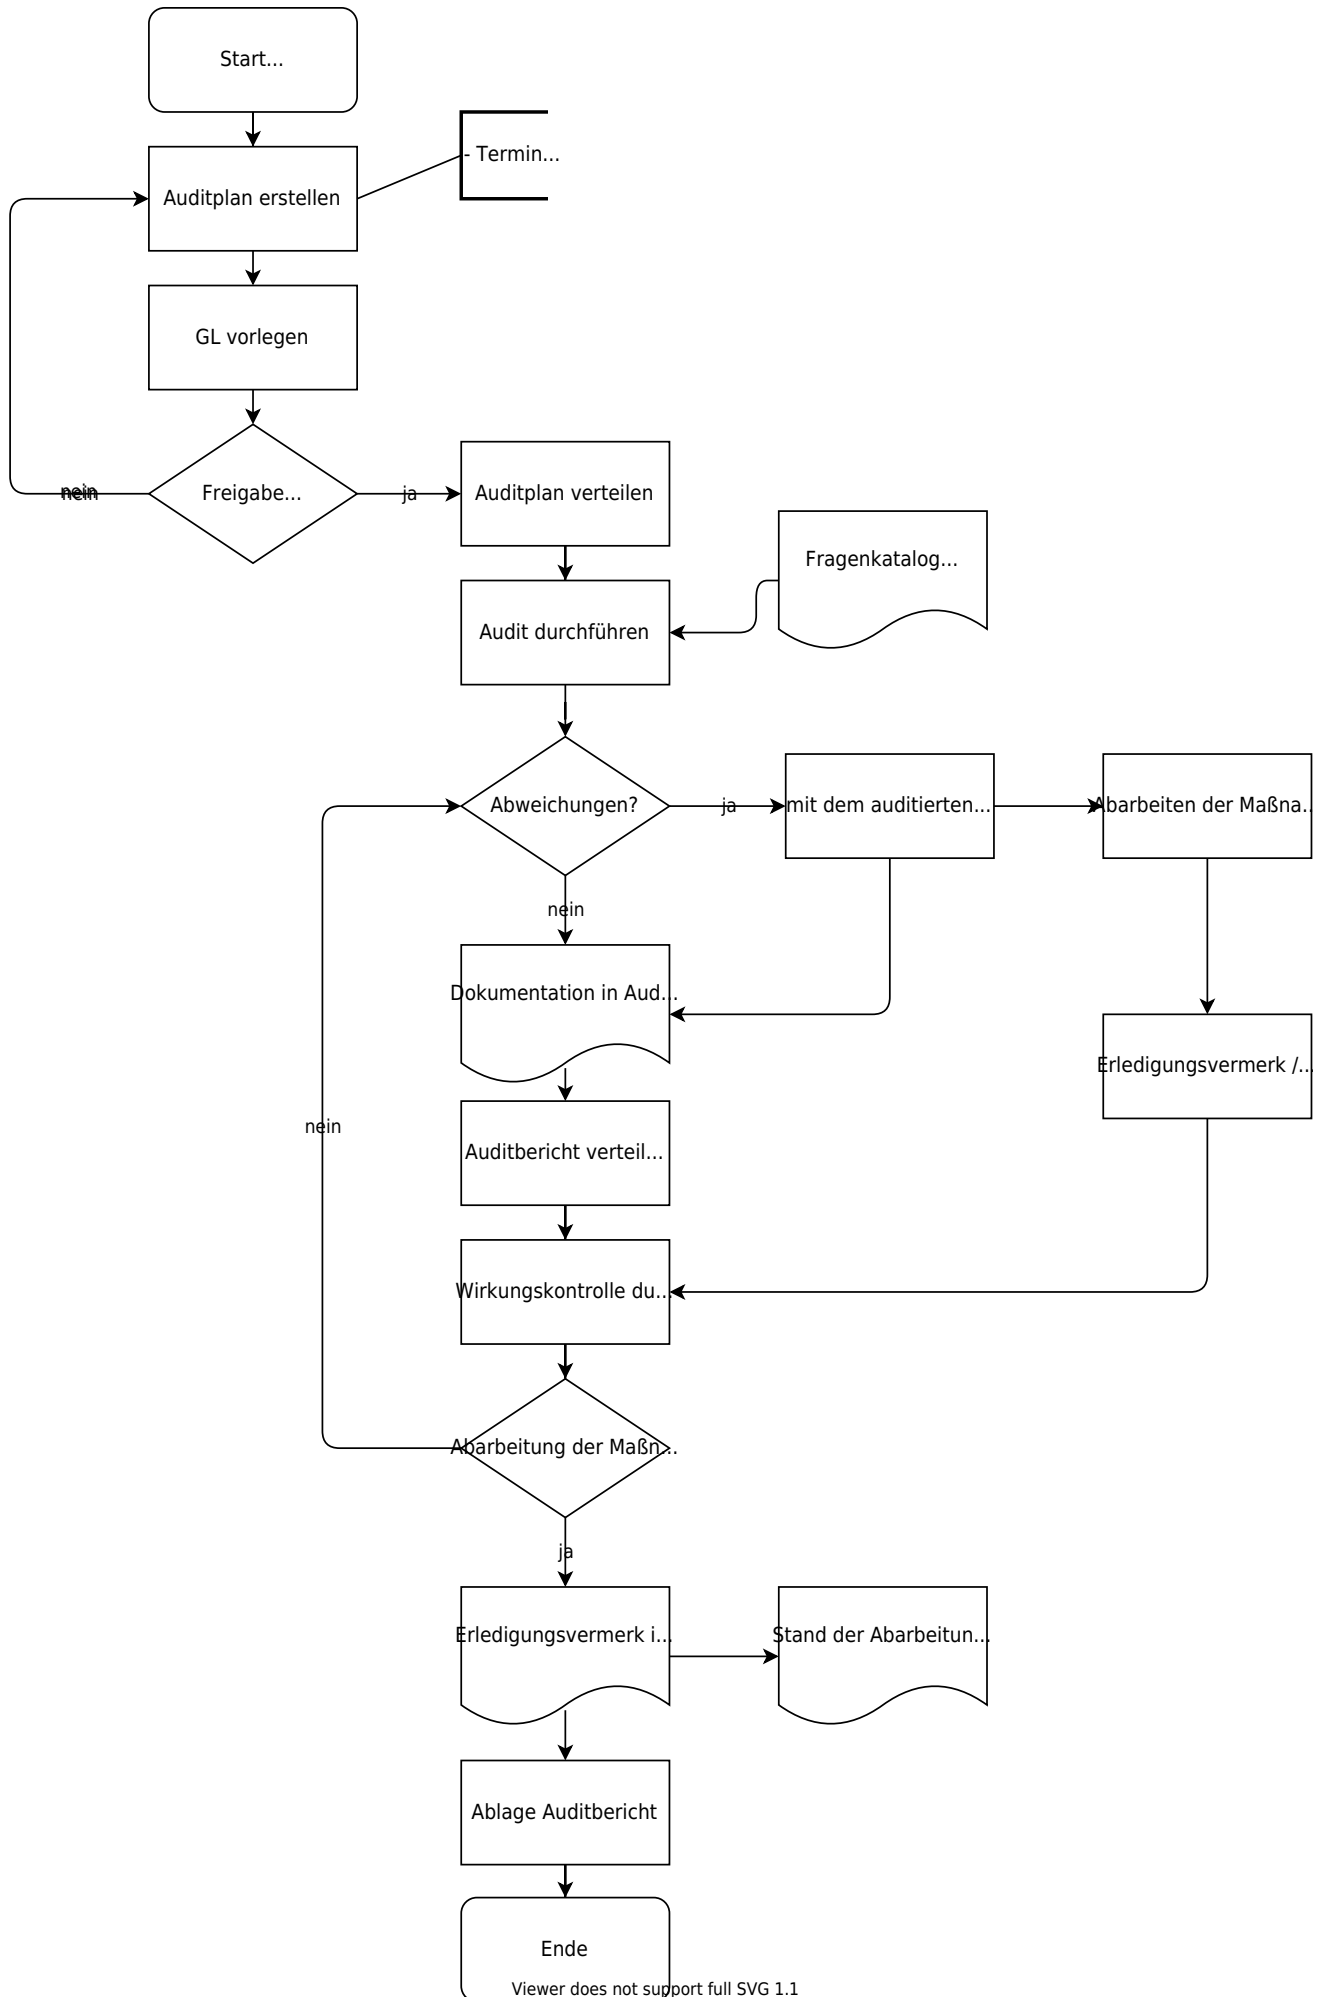 Start...
- Termin...
Auditplan erstellen
GL vorlegen
nein
nein
Freigabe...
ja
Auditplan verteilen
Fragenkatalog...
Audit durchführen
Abweichungen?
ja
mit dem auditierten...
Abarbeiten der Maßna...
nein
Dokumentation in Aud...
Erledigungsvermerk /...
nein
Auditbericht verteil...
Wirkungskontrolle du...
Abarbeitung der Maßn...
ja
Erledigungsvermerk i...
Stand der Abarbeitun...
Ablage Auditbericht
Ende
Viewer does not support full SVG 1.1